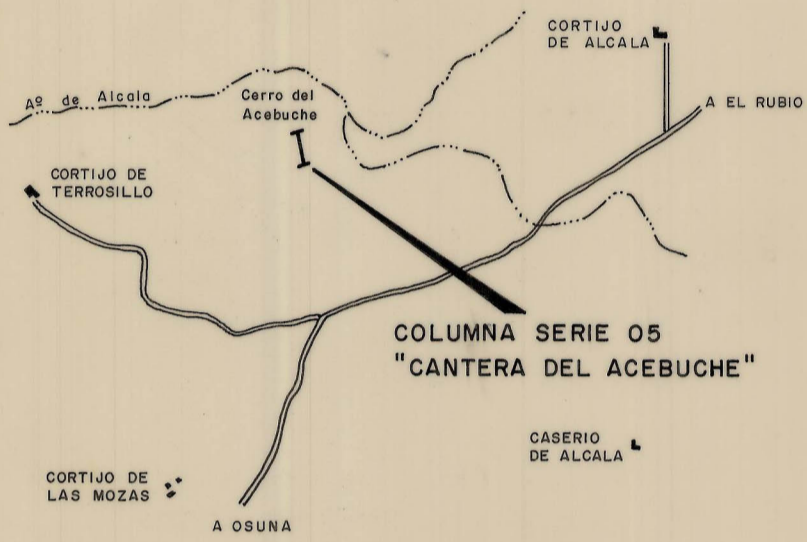 CORTIJO
DE ALCALA
Aº de Alcala
Cerro del
Acebuche
A EL RUBIO
CORTIJO DE
TERROSILLO
COLUMNA SERIE 05
"CANTERA DEL ACEBUCHE"
CASERIO
DE ALCALA
CORTIJO DE
LAS MOZAS
A OSUNA